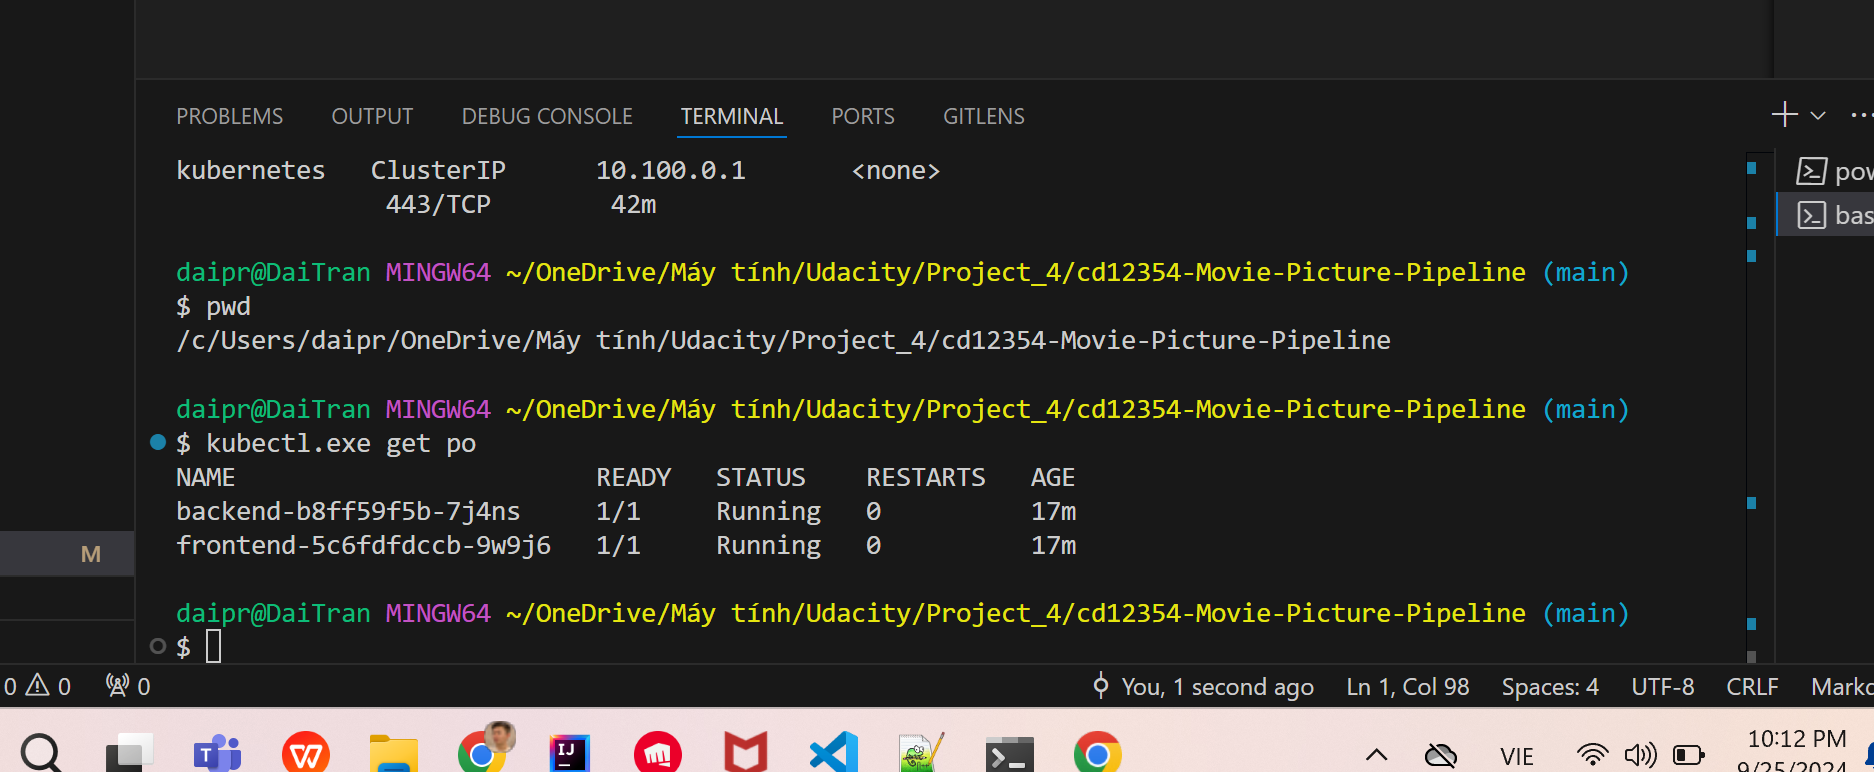 PROBLEMS OUTPUT DEBUG CONSOLE TERMINAL PORTS GITLENS
kubernetes ClusterIP 10.100.0.1 <none>
443/TCP 42m
daipr@DaiTran MINGW64 ~/OneDrive/Máy tính/Udacity/Project_4/cd12354-Movie-Picture-Pipeline (main)
$ pwd
/c/Users/daipr/OneDrive/Máy tính/Udacity/Project_4/cd12354-Movie-Picture-Pipeline
daipr@DaiTran MINGW64 ~/OneDrive/Máy tính/Udacity/Project_4/cd12354-Movie-Picture-Pipeline (main)
$ kubectl.exe get po
NAME READY STATUS RESTARTS AGE
backend-b8ff59f5b-7j4ns 1/1 Running 0 17m
frontend-5c6fdfdccb-9w9j6 1/1 Running 0 17m
daipr@DaiTran MINGW64 ~/OneDrive/Máy tính/Udacity/Project_4/cd12354-Movie-Picture-Pipeline (main)
$
pow
bas
M
0 0 0 You, 1 second ago Ln 1, Col 98 Spaces: 4 UTF-8 CRLF Markd
T W IJ VIE 10:12 PM
9/25/2024